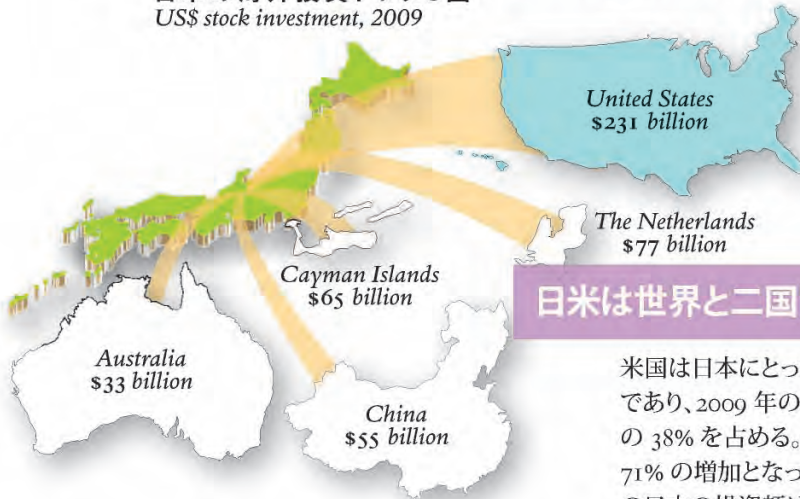 US$ stock investment, 2009
United States
$231 billion
The Netherlands
$77 billion
Cayman Islands
$65 billion
日米は世界と二国
Australia
$33 billion
China
$55 billion
米国は日本にとっ
であり、2009 年の
の 38% を占める。
71% の増加となっ